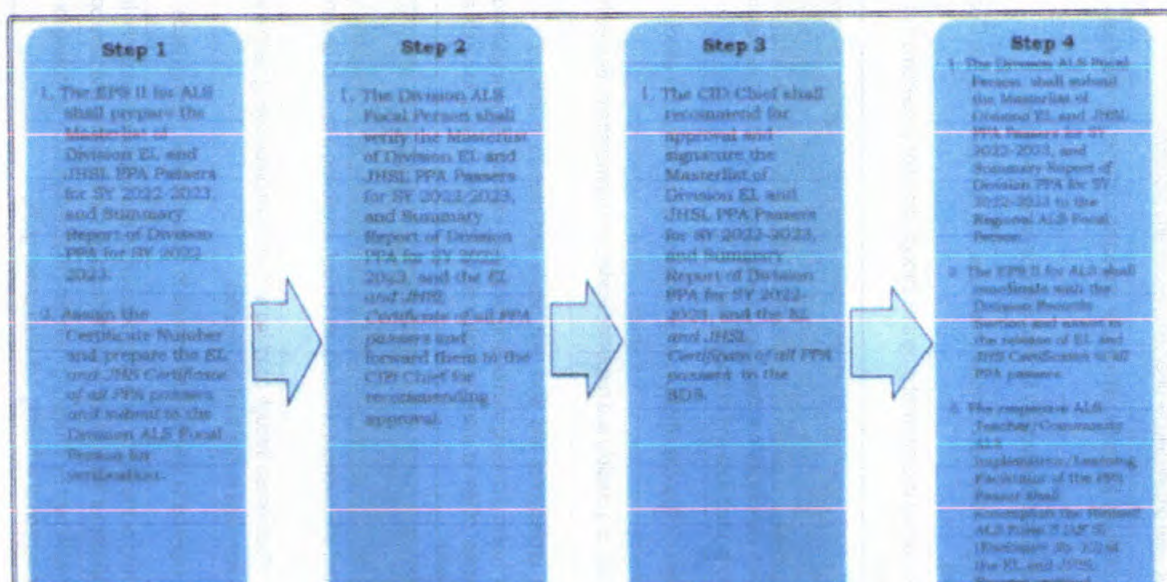 Step 1
1. The EPS II for ALS
shall prepare the
Masterlist of
Division EL and
JHSL PPA Passers
for SY 2022-2023,
and Summary
Report of Division
PPA for SY 2022-
2023.
2. Assign the
Certificate Number
and prepare the EL
and JHS Certificate
of all PPA passers
and submit to the
Division ALS Focal
Person for
verification.
Step 2
1. The Division ALS
Focal Person shall
verify the Masterlist
of Division EL and
JHSL PPA Passers
for SY 2022-2023,
and Summary
Report of Division
PPA for SY 2022-
2023, and the EL
and JHSL
Certificate of all PPA
passers and
forward them to the
CID Chief for
recommending
approval.
Step 3
1. The CID Chief shall
recommend for
approval and
signature the
Masterlist of
Division EL and
JHSL PPA Passers
for SY 2022-2023,
and Summary
Report of Division
PPA for SY 2022-
2023, and the EL
and JHSL
Certificate of all PPA
passers to the
SDS.
Step 4
1. The Division ALS Focal
Person shall submit
the Masterlist of
Division EL and JHSL
PPA Passers for SY
2022-2023, and
Summary Report of
Division PPA for SY
2022-2023 to the
Regional ALS Focal
Person.
2. The EPS II for ALS shall
coordinate with the
Division Records
Section and assist in
the release of EL and
JHS Certificates to all
PPA passers.
3. The respective ALS
Teacher/Community
ALS
Implementor/Learning
Facilitator of the PPA
Passer shall
accomplish the
ALS Form 5 (AF 5)
the EL and JHSL